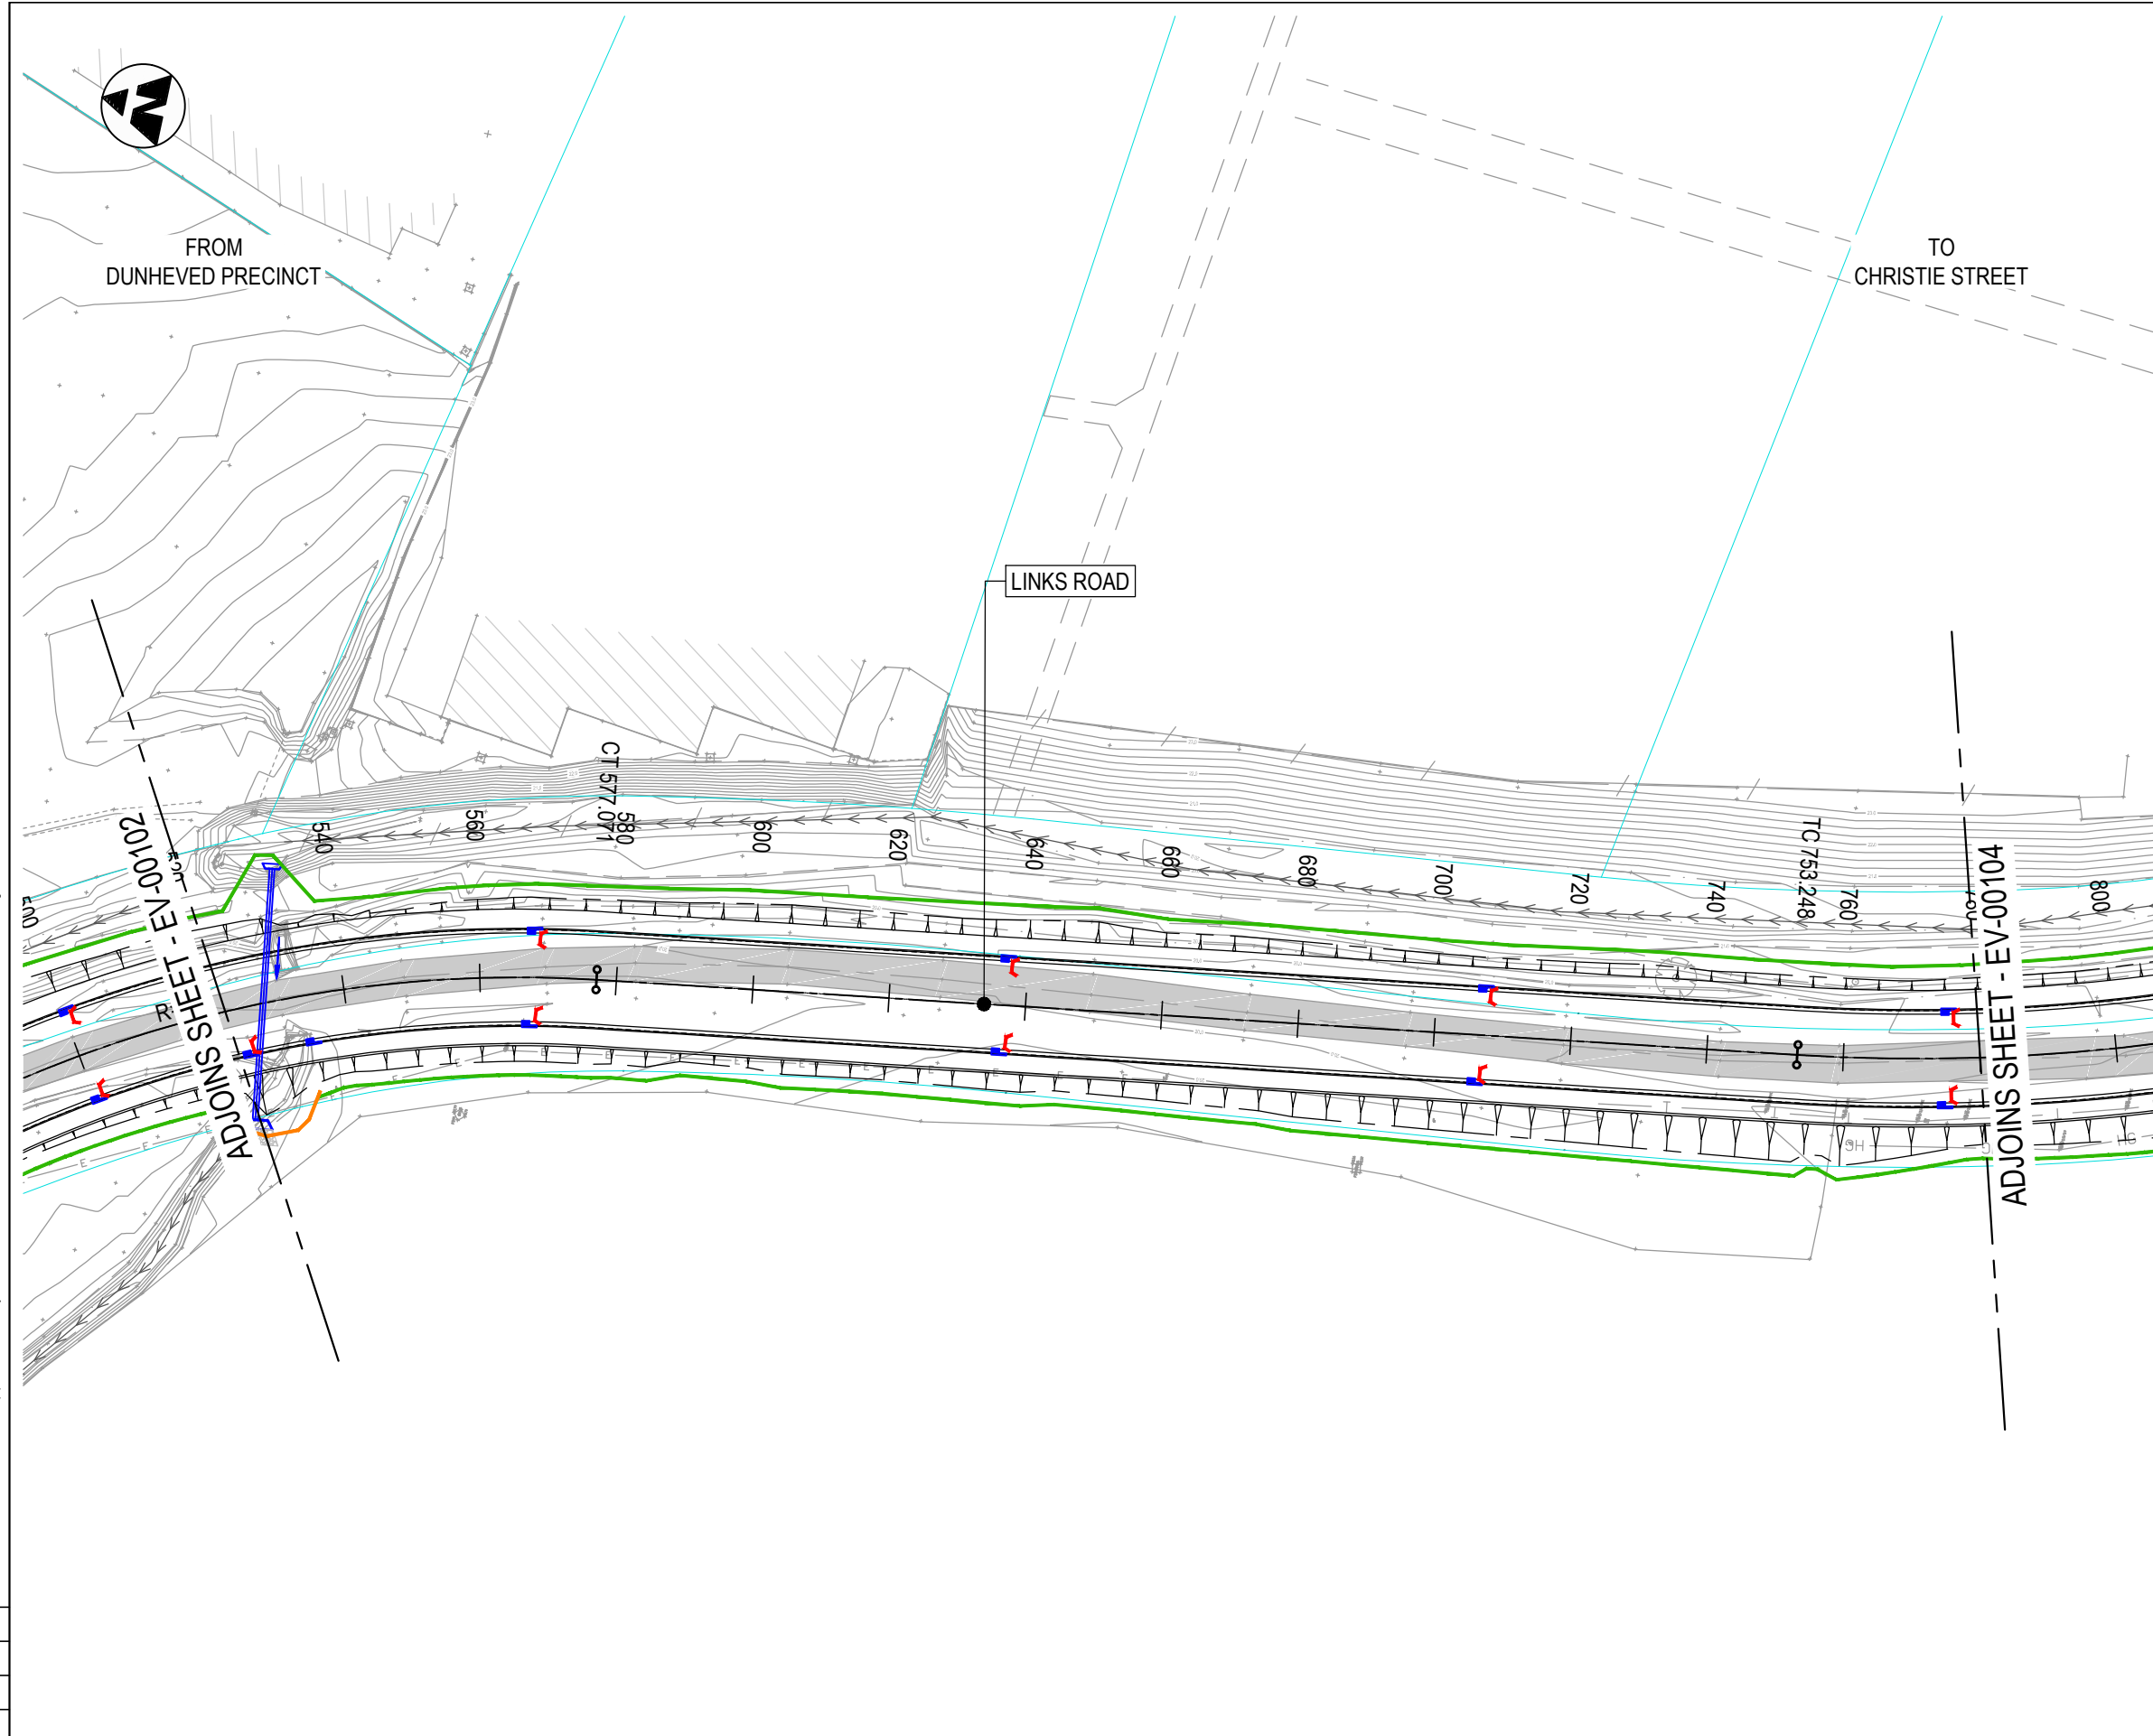 FROM
DUNHEVED PRECINCT
TO
CHRISTIE STREET
LINKS ROAD
ADJOINS SHEET - EV-00102
ADJOINS SHEET - EV-00104
540
560
CT 577.071
580
600
620
640
660
680
700
720
740
TC 753.248
760
800